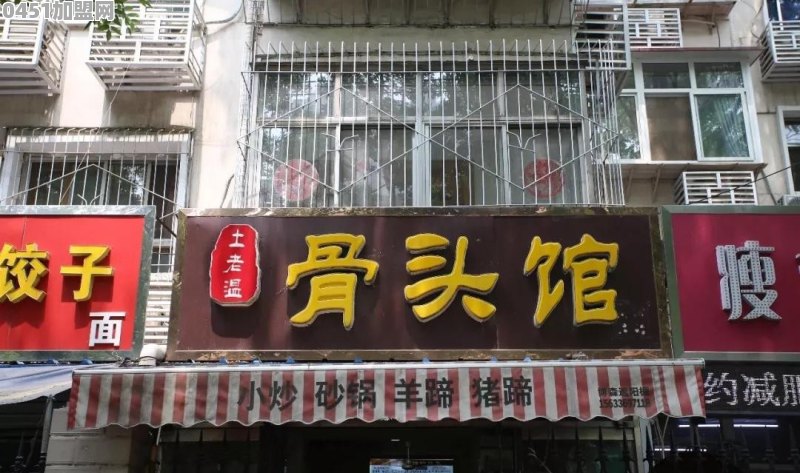 0451加盟网
饺子
面
土老温
骨头馆
瘦
小炒 砂锅 羊蹄 猪蹄
约减肥